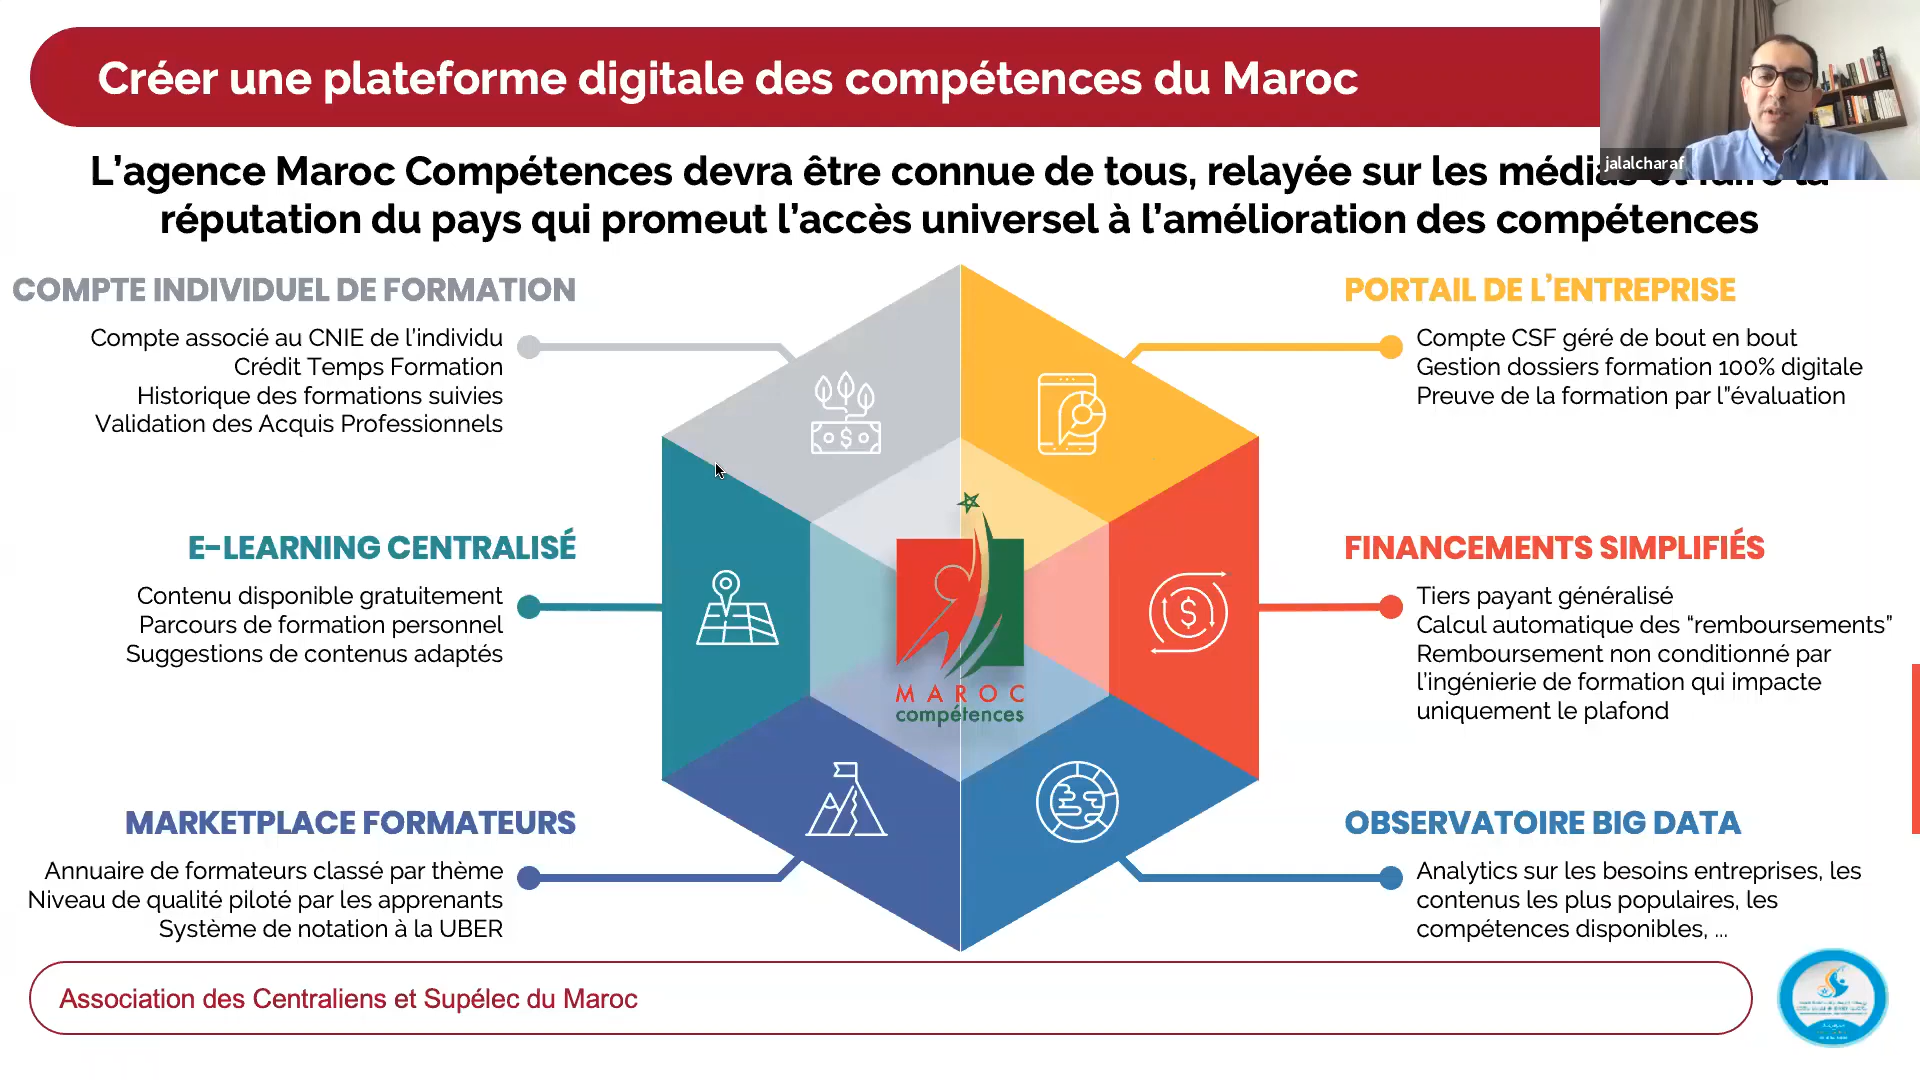 Créer une plateforme digitale des compétences du Maroc
jalalcharaf
L'agence Maroc Compétences devra être connue de tous, relayée sur les médias et faire la
réputation du pays qui promeut l'accès universel à l'amélioration des compétences
COMPTE INDIVIDUEL DE FORMATION
Compte associé au CNIE de l'individu
Crédit Temps Formation
Historique des formations suivies
Validation des Acquis Professionnels
PORTAIL DE L'ENTREPRISE
Compte CSF géré de bout en bout
Gestion dossiers formation 100% digitale
Preuve de la formation par l"évaluation
E-LEARNING CENTRALISÉ
Contenu disponible gratuitement
Parcours de formation personnel
Suggestions de contenus adaptés
MAROC
compétences
FINANCEMENTS SIMPLIFIÉS
Tiers payant généralisé
Calcul automatique des “remboursements”
Remboursement non conditionné par
l'ingénierie de formation qui impacte
uniquement le plafond
MARKETPLACE FORMATEURS
Annuaire de formateurs classé par thème
Niveau de qualité piloté par les apprenants
Système de notation à la UBER
OBSERVATOIRE BIG DATA
Analytics sur les besoins entreprises, les
contenus les plus populaires, les
compétences disponibles, ...
Association des Centraliens et Supélec du Maroc